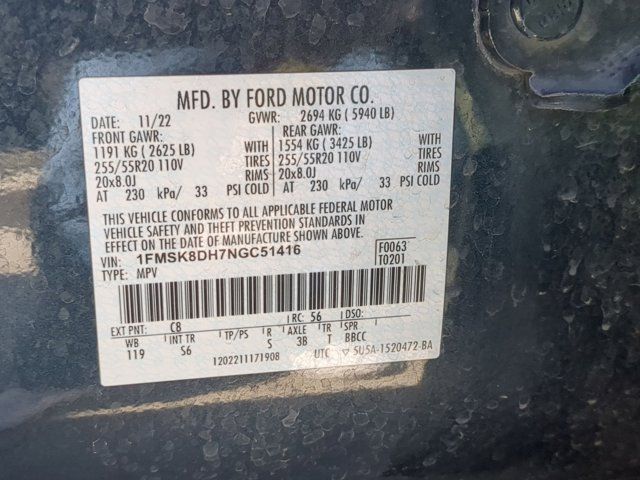 MFD. BY FORD MOTOR CO.
DATE: 11/22 GVWR: 2694 KG ( 5940 LB)
FRONT GAWR: REAR GAWR:
1191 KG ( 2625 LB) WITH 1554 KG ( 3425 LB) WITH
255/55R20 110V TIRES 255/55R20 110V TIRES
20x8.0J RIMS 20x8.0J RIMS
AT 230 kPa/ 33 PSI COLD AT 230 kPa/ 33 PSI COLD
THIS VEHICLE CONFORMS TO ALL APPLICABLE FEDERAL MOTOR
VEHICLE SAFETY AND THEFT PREVENTION STANDARDS IN
EFFECT ON THE DATE OF MANUFACTURE SHOWN ABOVE.
VIN: 1FMSK8DH7NGC51416 F0063
TYPE: MPV T0201
EXT PNT: C8 RC: 56 DSO:
WB INT TR TP/PS R AXLE TR SPR
119 S6 S 3B T BBCC
1202211171908 UTC 5U5A-1520472-BA